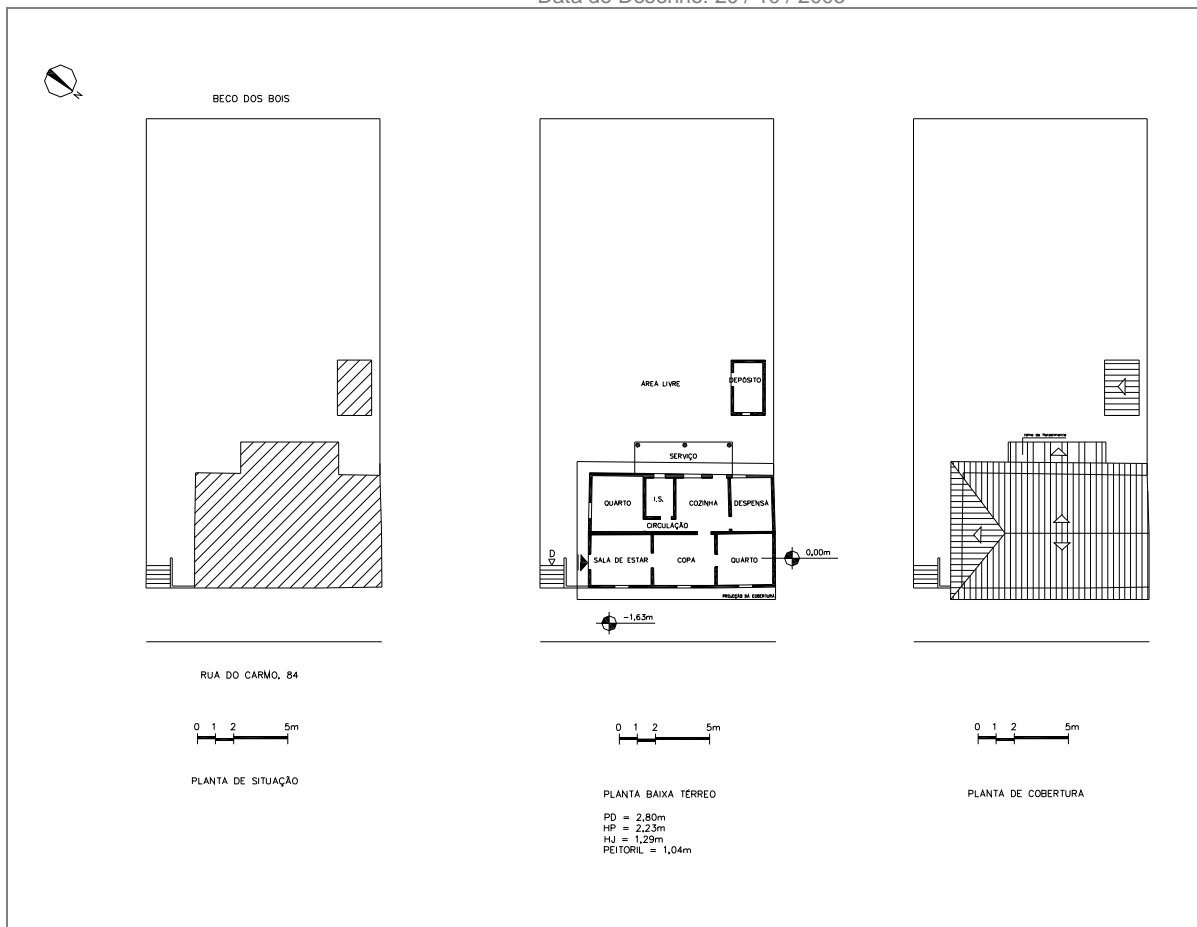 N
BECO DOS BOIS
ÁREA LIVRE
DEPÓSITO
SERVIÇO
QUARTO
I.S.
COZINHA
DESPENSA
CIRCULAÇÃO
D
SALA DE ESTAR
COPA
QUARTO
0,00m
PROJEÇÃO DA COBERTURA
-1,63m
RUA DO CARMO, 84
0 1 2 5m
0 1 2 5m
0 1 2 5m
PLANTA DE SITUAÇÃO
PLANTA BAIXA TÉRREO
PLANTA DE COBERTURA
PD = 2,80m
HP = 2,23m
HJ = 1,29m
PEITORIL = 1,04m